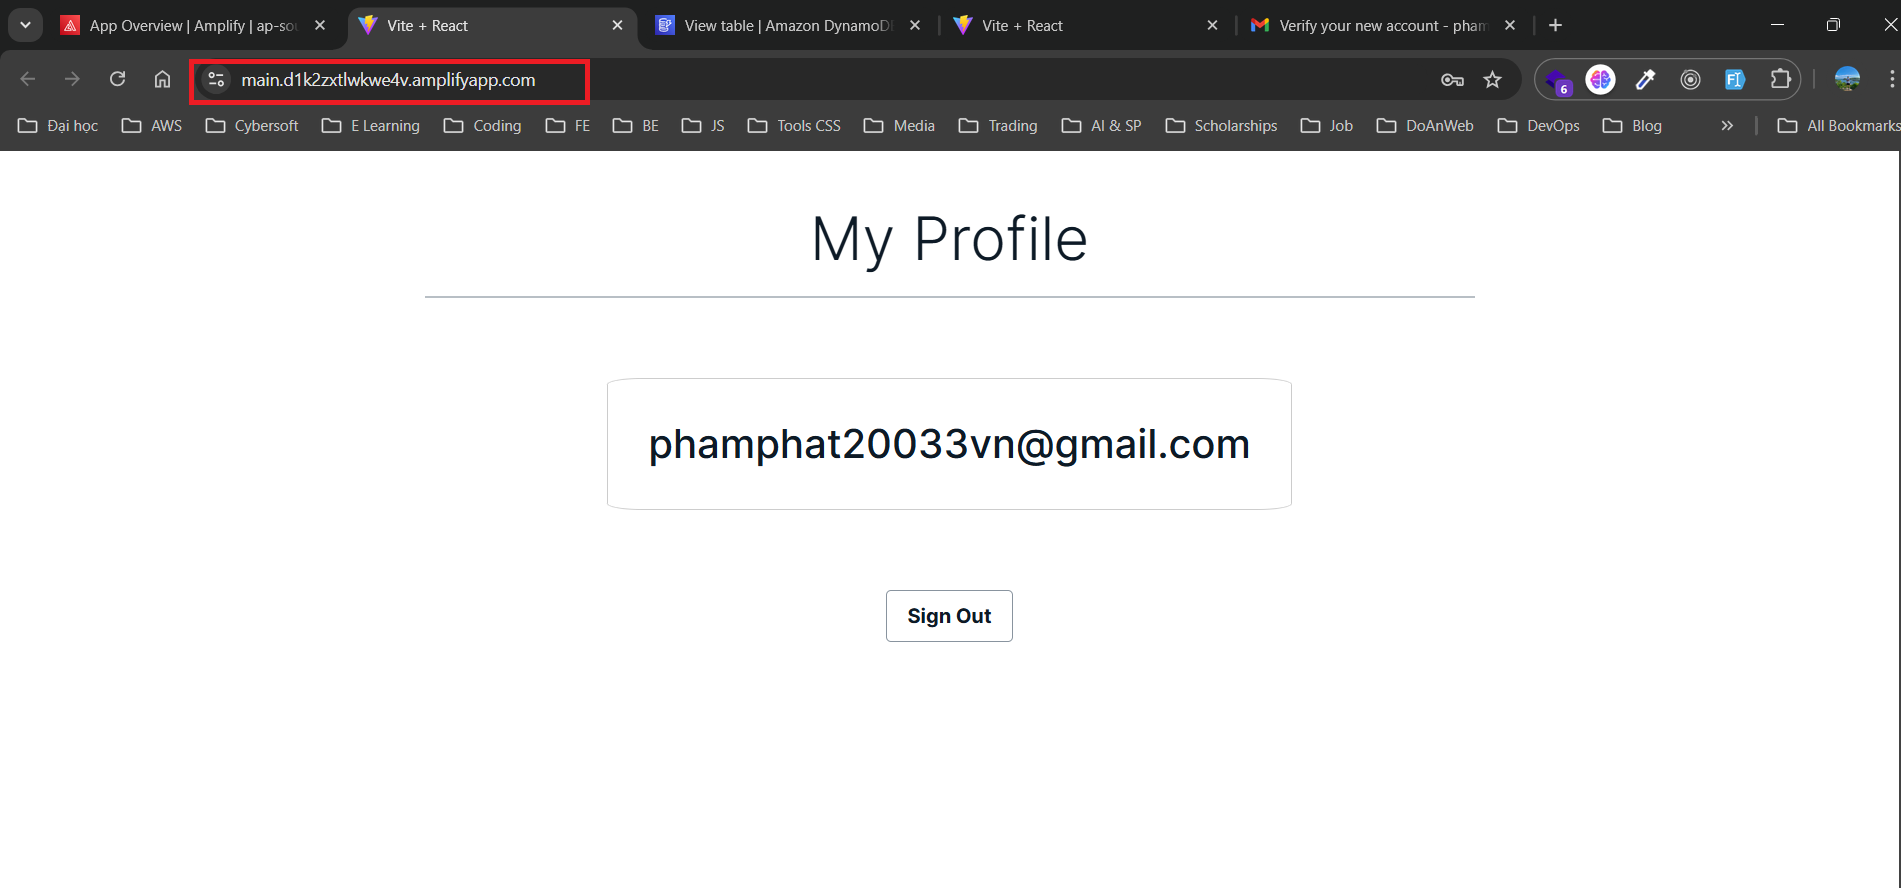 App Overview | Amplify | ap-sou
Vite + React
View table | Amazon DynamoD
Vite + React
Verify your new account - pham
main.d1k2zxtlwkwe4v.amplifyapp.com
6
Đại học
AWS
Cybersoft
E Learning
Coding
FE
BE
JS
Tools CSS
Media
Trading
AI & SP
Scholarships
Job
DoAnWeb
DevOps
Blog
All Bookmarks
My Profile
phamphat20033vn@gmail.com
Sign Out